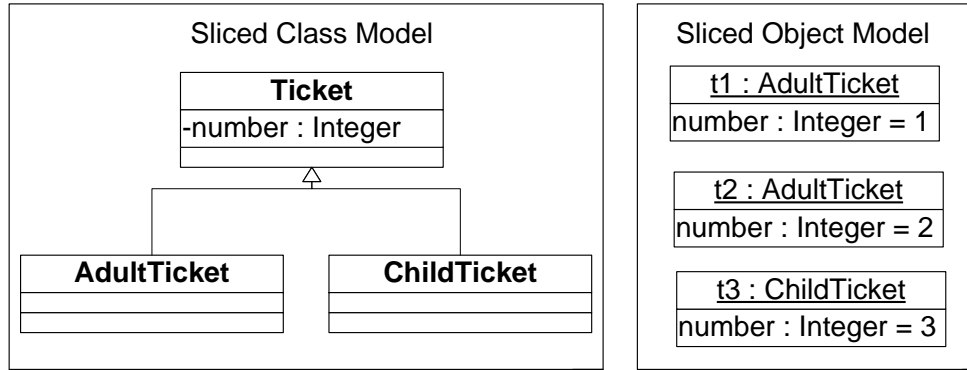 Sliced Class Model
Ticket
-number : Integer
AdultTicket
ChildTicket
Sliced Object Model
t1 : AdultTicket
number : Integer = 1
t2 : AdultTicket
number : Integer = 2
t3 : ChildTicket
number : Integer = 3